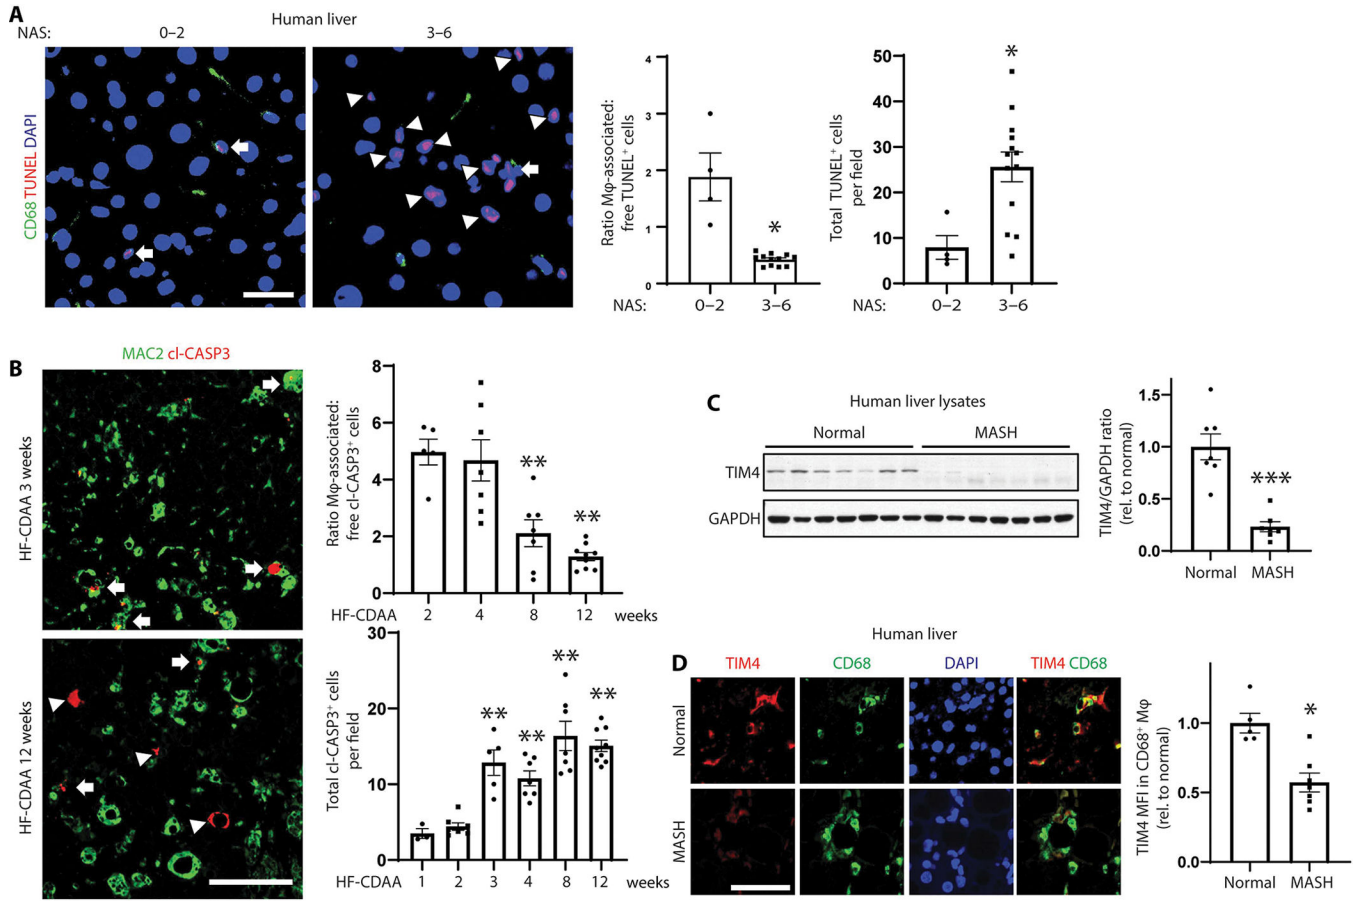 A
Human liver
NAS:
0–2
3–6
CD68 TUNEL DAPI
Ratio Mφ-associated:
free TUNEL⁺ cells
4
3
2
1
0
*
NAS:
0–2
3–6
Total TUNEL⁺ cells
per field
50
40
30
20
10
0
*
NAS:
0–2
3–6
B
MAC2 cl-CASP3
HF-CDAA 3 weeks
HF-CDAA 12 weeks
Ratio Mφ-associated:
free cl-CASP3⁺ cells
8
6
4
2
0
**
**
HF-CDAA 2 4 8 12 weeks
Total cl-CASP3⁺ cells
per field
30
20
10
0
**
**
**
**
HF-CDAA 1 2 3 4 8 12 weeks
C
Human liver lysates
Normal
MASH
TIM4
GAPDH
TIM4/GAPDH ratio
(rel. to normal)
1.5
1.0
0.5
0.0
***
Normal MASH
D
Human liver
TIM4
CD68
DAPI
TIM4 CD68
Normal
MASH
TIM4 MFI in CD68⁺ Mφ
(rel. to normal)
1.0
0.5
0.0
*
Normal MASH